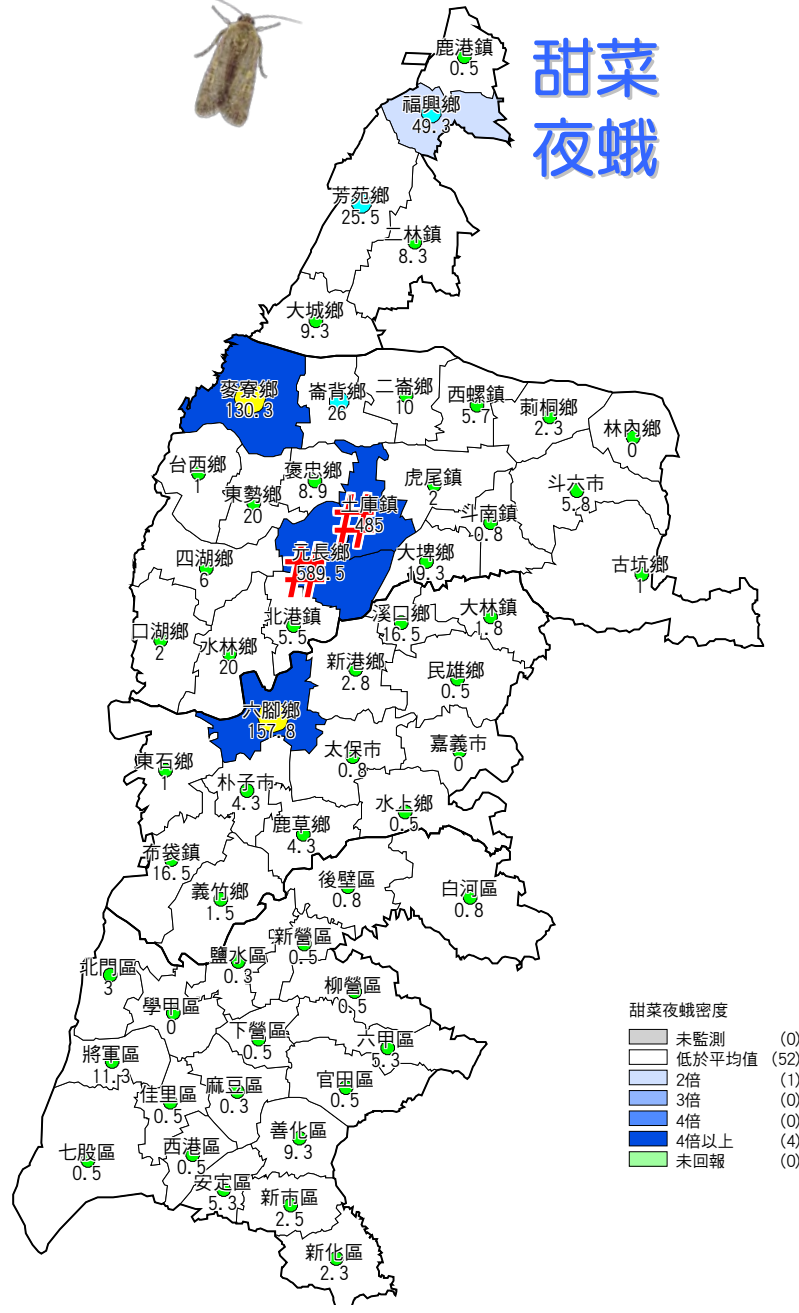 甜菜
夜蛾
鹿港鎮
0.5
福興鄉
49.3
芳苑鄉
25.5
二林鎮
8.3
大城鄉
9.3
麥寮鄉
130.3
崙背鄉
26
二崙鄉
10
西螺鎮
5.7
莿桐鄉
2.3
林內鄉
0
台西鄉
1
東勢鄉
20
褒忠鄉
8.9
土庫鎮
485
虎尾鎮
2
斗南鎮
0.8
斗六市
5.8
古坑鄉
1
四湖鄉
6
元長鄉
589.5
大埤鄉
19.3
口湖鄉
2
水林鄉
20
北港鎮
5.5
溪口鄉
16.5
大林鎮
1.8
新港鄉
2.8
民雄鄉
0.5
六腳鄉
157.8
東石鄉
1
朴子市
4.3
太保市
0.8
嘉義市
0
鹿草鄉
4.3
水上鄉
0.5
布袋鎮
16.5
義竹鄉
1.5
後壁區
0.8
白河區
0.8
新營區
0.5
鹽水區
0.3
北門區
3
學甲區
0
柳營區
0.5
下營區
0.5
六甲區
5.3
將軍區
11.3
佳里區
0.5
麻豆區
0.3
官田區
0.5
七股區
0.5
西港區
0.5
善化區
9.3
安定區
5.3
新市區
2.5
新化區
2.3
甜菜夜蛾密度
未監測 (0)
低於平均值 (52)
2倍 (1)
3倍 (0)
4倍 (0)
4倍以上 (4)
未回報 (0)